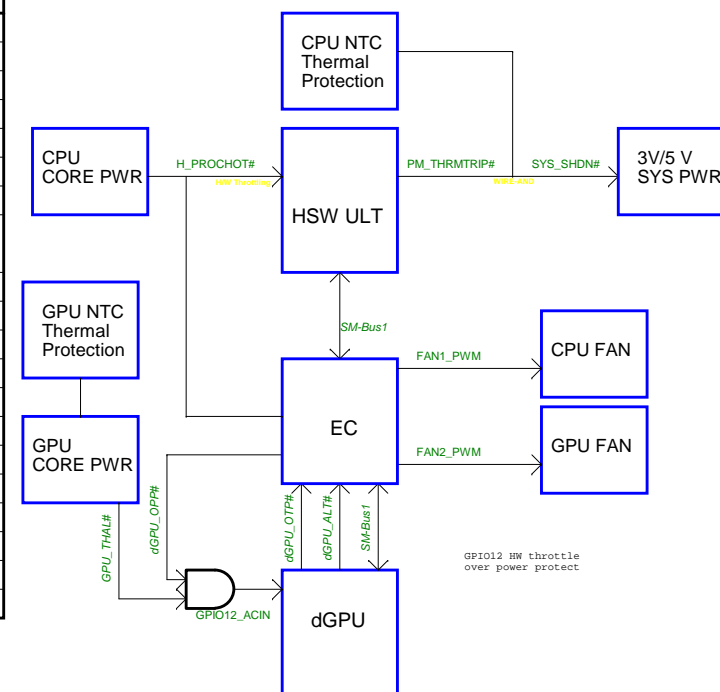 CPU NTC
Thermal
Protection
CPU
CORE PWR
H_PROCHOT#
H/W Throttling
HSW ULT
PM_THRMTRIP#
WIRE-AND
SYS_SHDN#
3V/5 V
SYS PWR
GPU NTC
Thermal
Protection
SM-Bus1
FAN1_PWM
CPU FAN
GPU
CORE PWR
EC
FAN2_PWM
GPU FAN
GPU_THAL#
dGPU_OPP#
dGPU_OTP#
dGPU_ALT#
SM-Bus1
GPIO12 HW throttle
over power protect
GPIO12_ACIN
dGPU